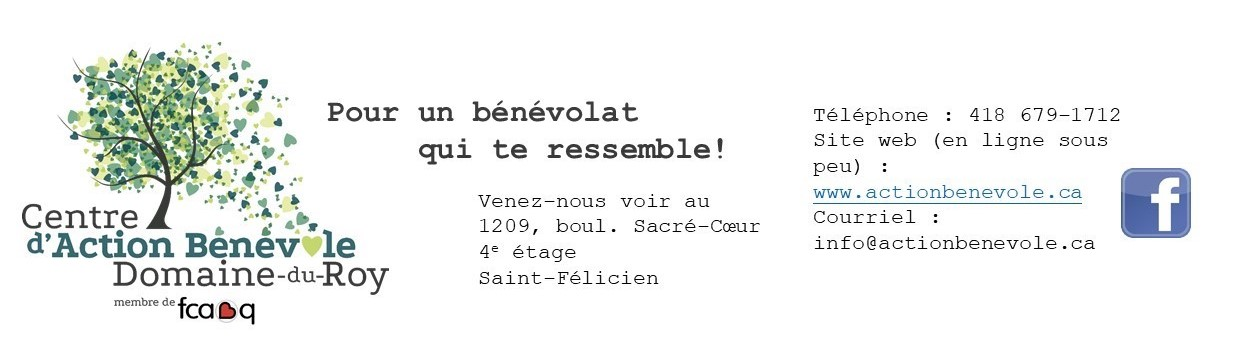 Centre
d'Action Bénévole
Domaine-du-Roy
membre de fcabq
Pour un bénévolat
qui te ressemble!
Venez-nous voir au
1209, boul. Sacré-Cœur
4e étage
Saint-Félicien
Téléphone : 418 679-1712
Site web (en ligne sous
peu) :
www.actionbenevole.ca
Courriel :
info@actionbenevole.ca
f